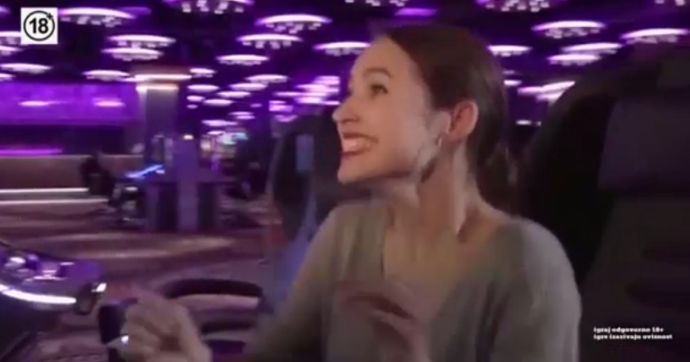 18+
Igraj odgovorno 18+
Igre izazivaju ovisnost